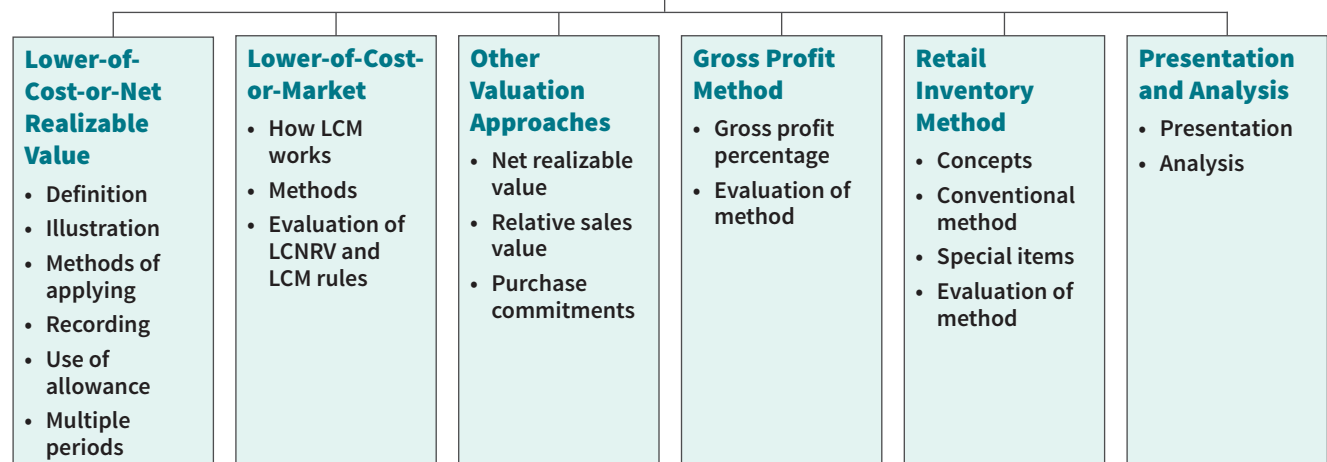 Lower-of-
Cost-or-Net
Realizable
Value
• Definition
• Illustration
• Methods of
applying
• Recording
• Use of
allowance
• Multiple
periods
Lower-of-Cost-
or-Market
• How LCM
works
• Methods
• Evaluation of
LCNRV and
LCM rules
Other
Valuation
Approaches
• Net realizable
value
• Relative sales
value
• Purchase
commitments
Gross Profit
Method
• Gross profit
percentage
• Evaluation of
method
Retail
Inventory
Method
• Concepts
• Conventional
method
• Special items
• Evaluation of
method
Presentation
and Analysis
• Presentation
• Analysis